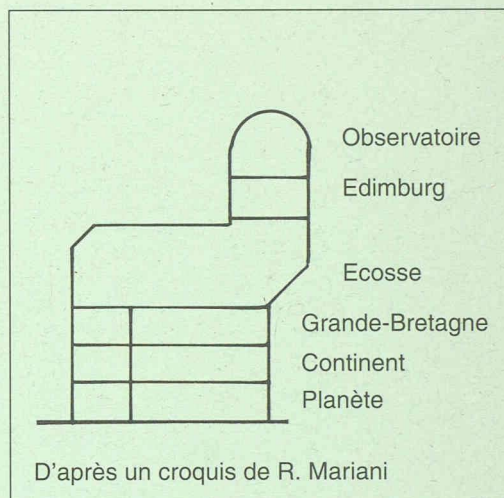 Observatoire
Edimburg
Ecosse
Grande-Bretagne
Continent
Planète
D'après un croquis de R. Mariani